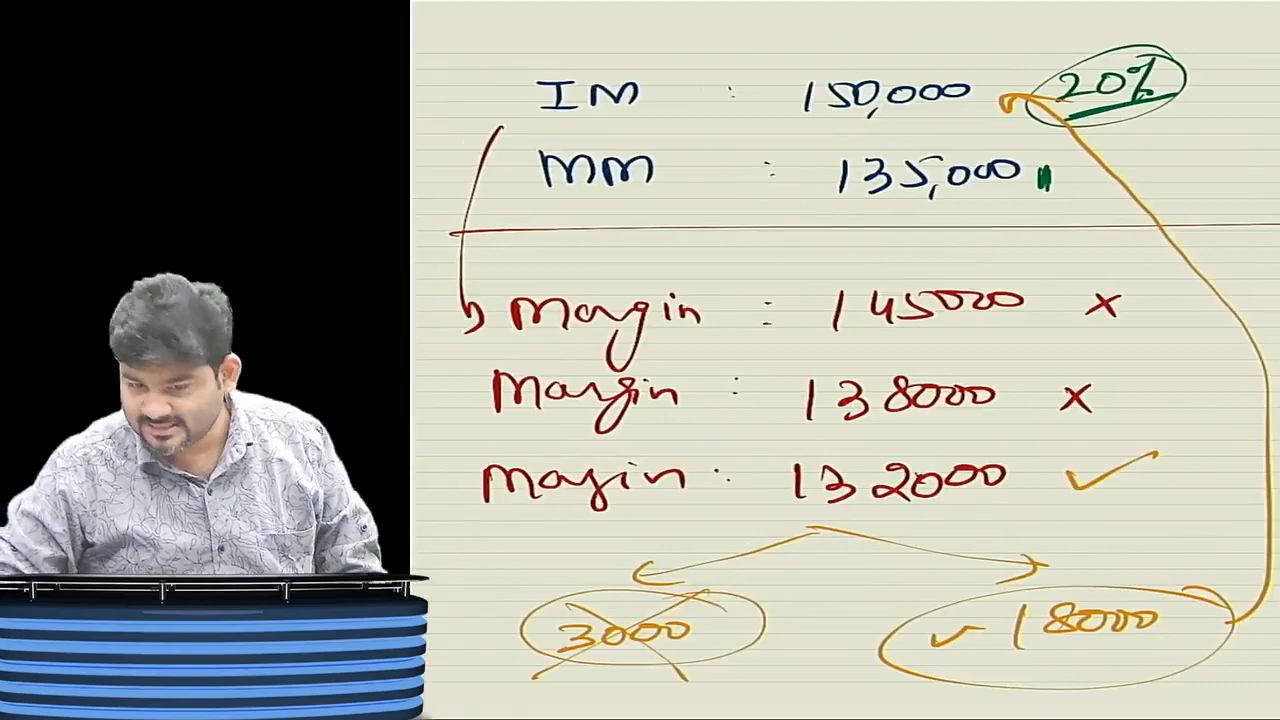 IM : 150,000 20%
MM : 135,000
Margin : 145000 ×
Margin : 138000 ×
Margin : 132000 ✓
3000 ✓ 18000